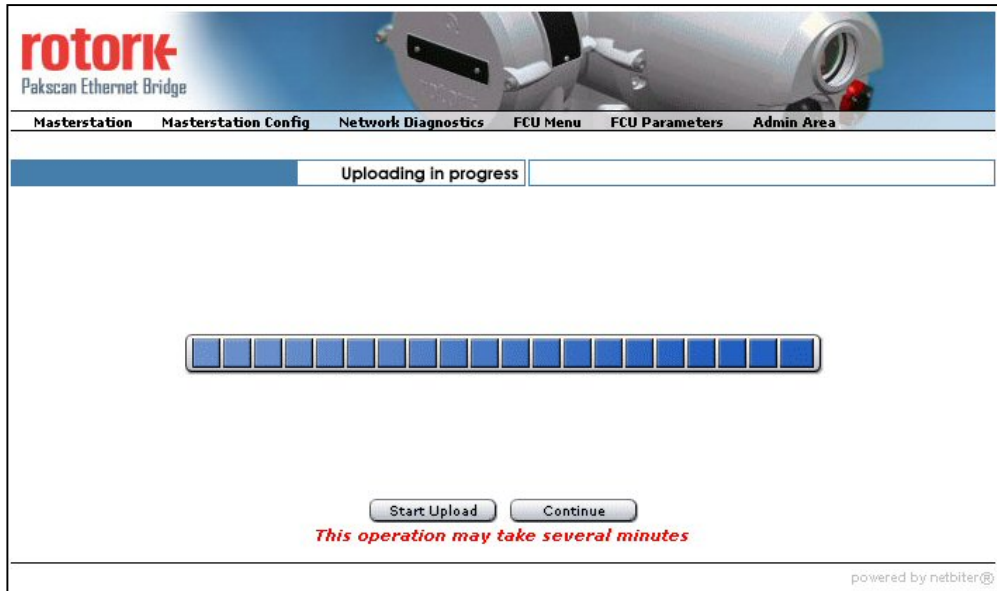 rotork
Pakscan Ethernet Bridge
Masterstation Masterstation Config Network Diagnostics FCU Menu FCU Parameters Admin Area
Uploading in progress
Start Upload Continue
This operation may take several minutes
powered by netbiter®